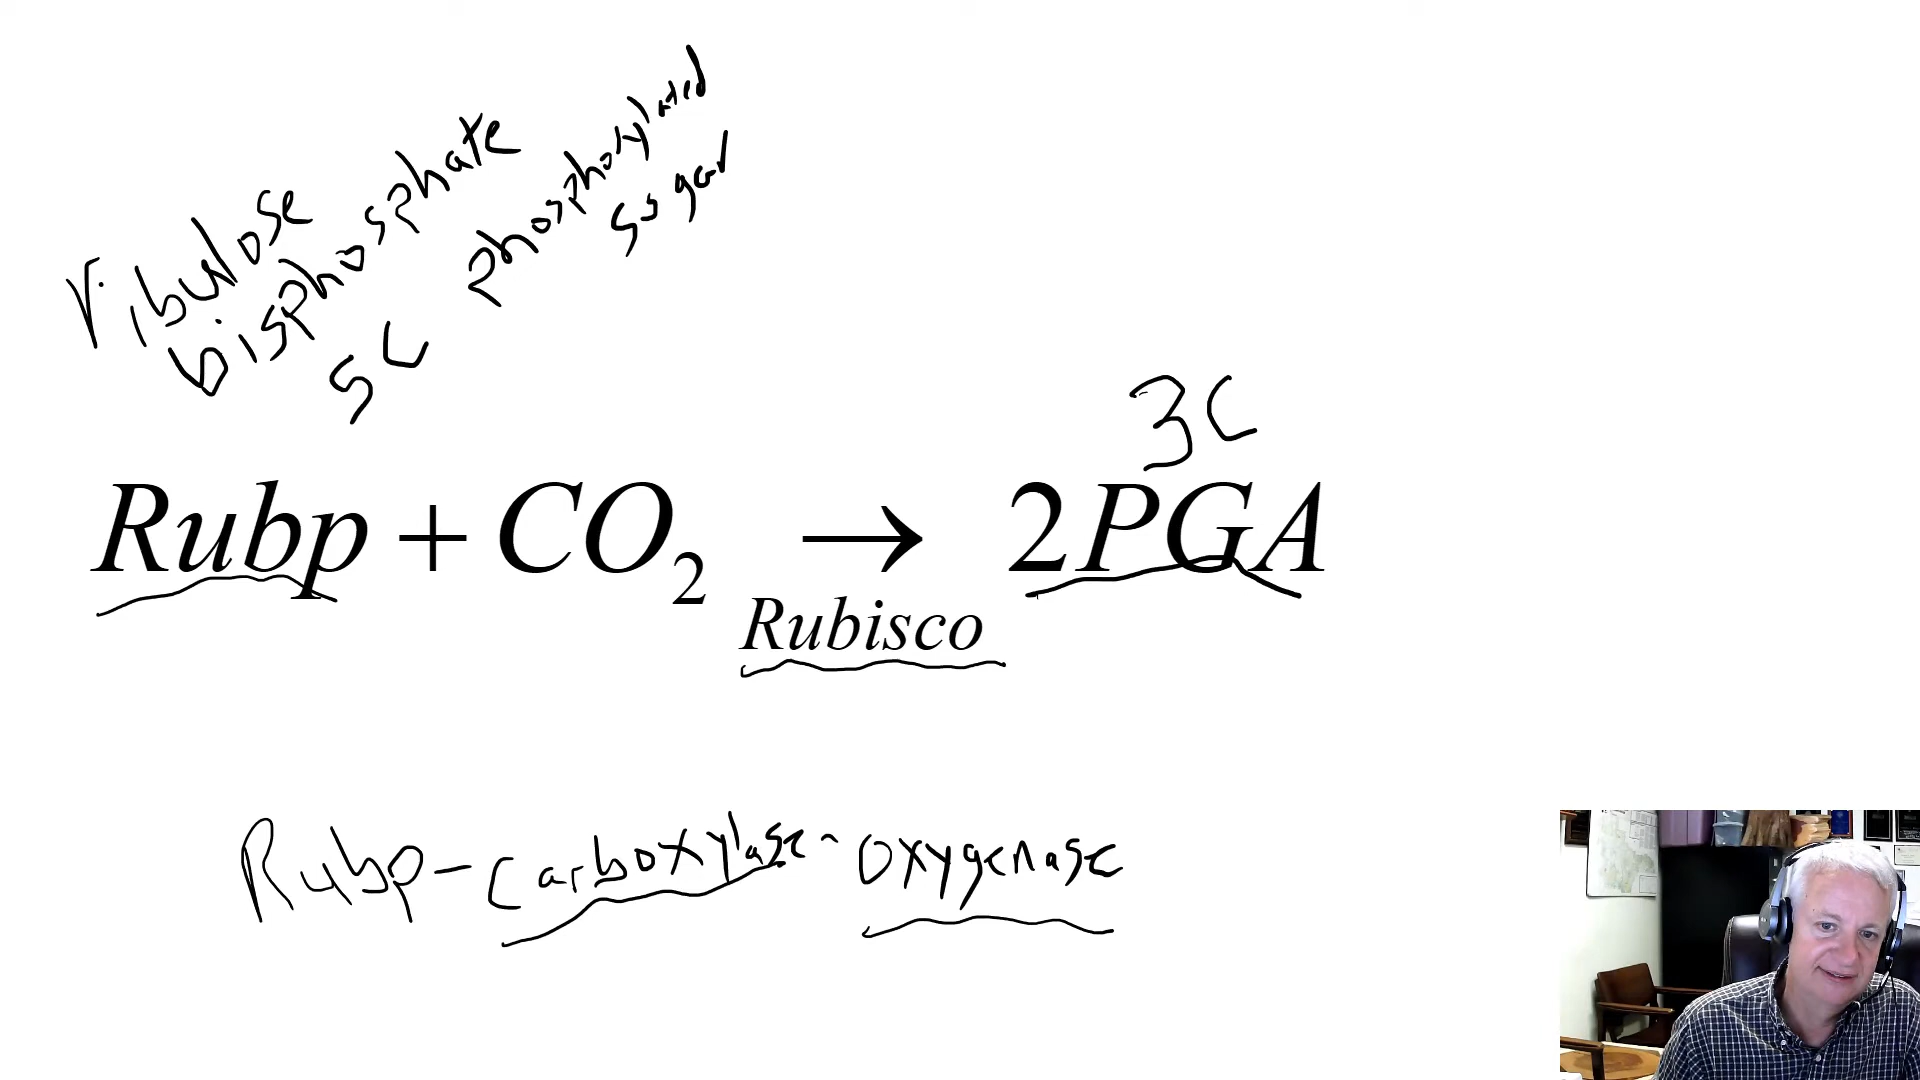 ribulose
bisphosphate
5C phosphorylated
sugar
3C
Rubp + CO₂ → 2PGA
Rubisco
Rubp-carboxylase-oxygenase